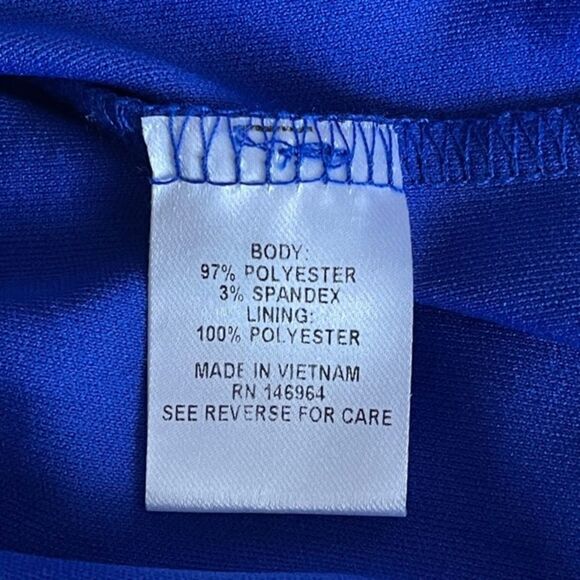 BODY:
97% POLYESTER
3% SPANDEX
LINING:
100% POLYESTER
MADE IN VIETNAM
RN 146964
SEE REVERSE FOR CARE